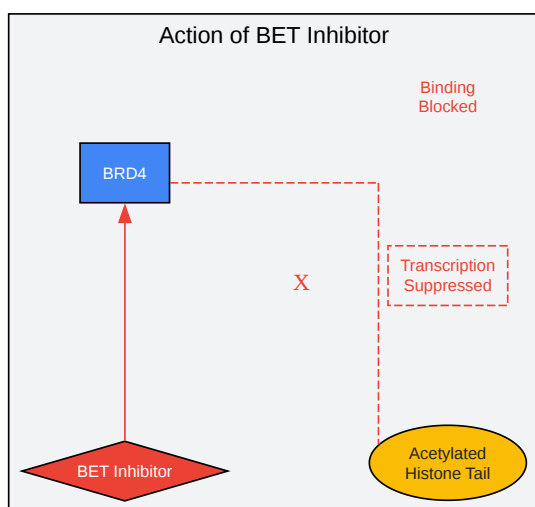 Action of BET Inhibitor
Binding
Blocked
BRD4
Transcription
Suppressed
X
BET Inhibitor
Acetylated
Histone Tail